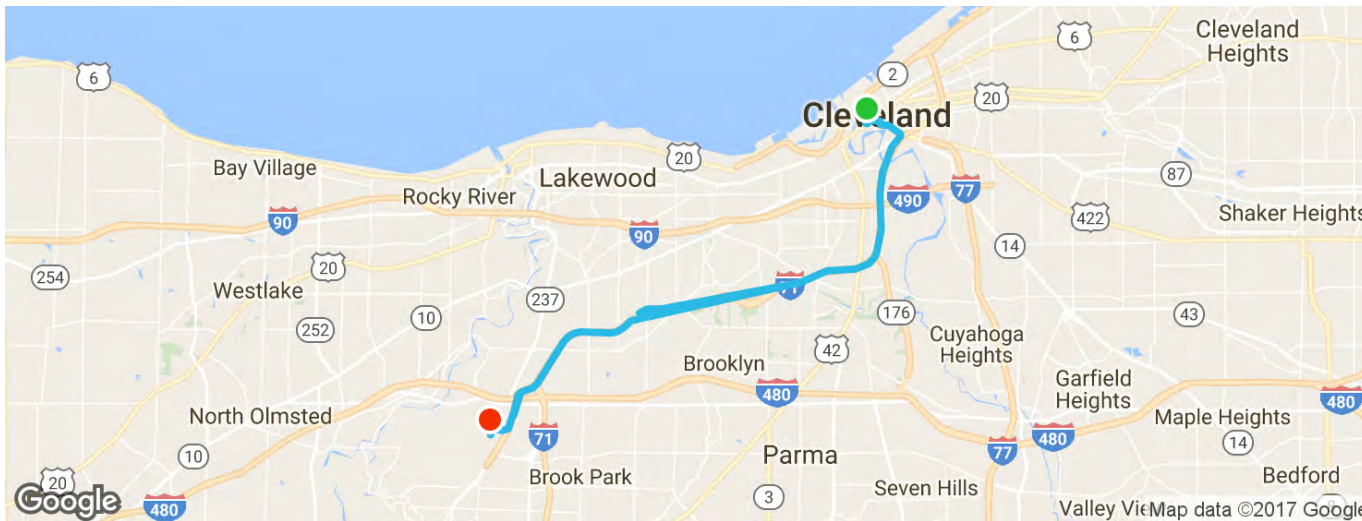 Cleveland
Heights
6
2
6
20
20
Cleveland
Bay Village
20
Lakewood
87
Rocky River
490
77
Shaker Heights
422
90
90
14
254
20
Westlake
71
237
10
176
43
252
Cuyahoga
Heights
42
Brooklyn
480
Garfield
Heights
480
North Olmsted
Maple Heights
71
480
14
10
77
Parma
Brook Park
Bedford
20
Seven Hills
3
480
Google
Valley Vie
Map data ©2017 Google